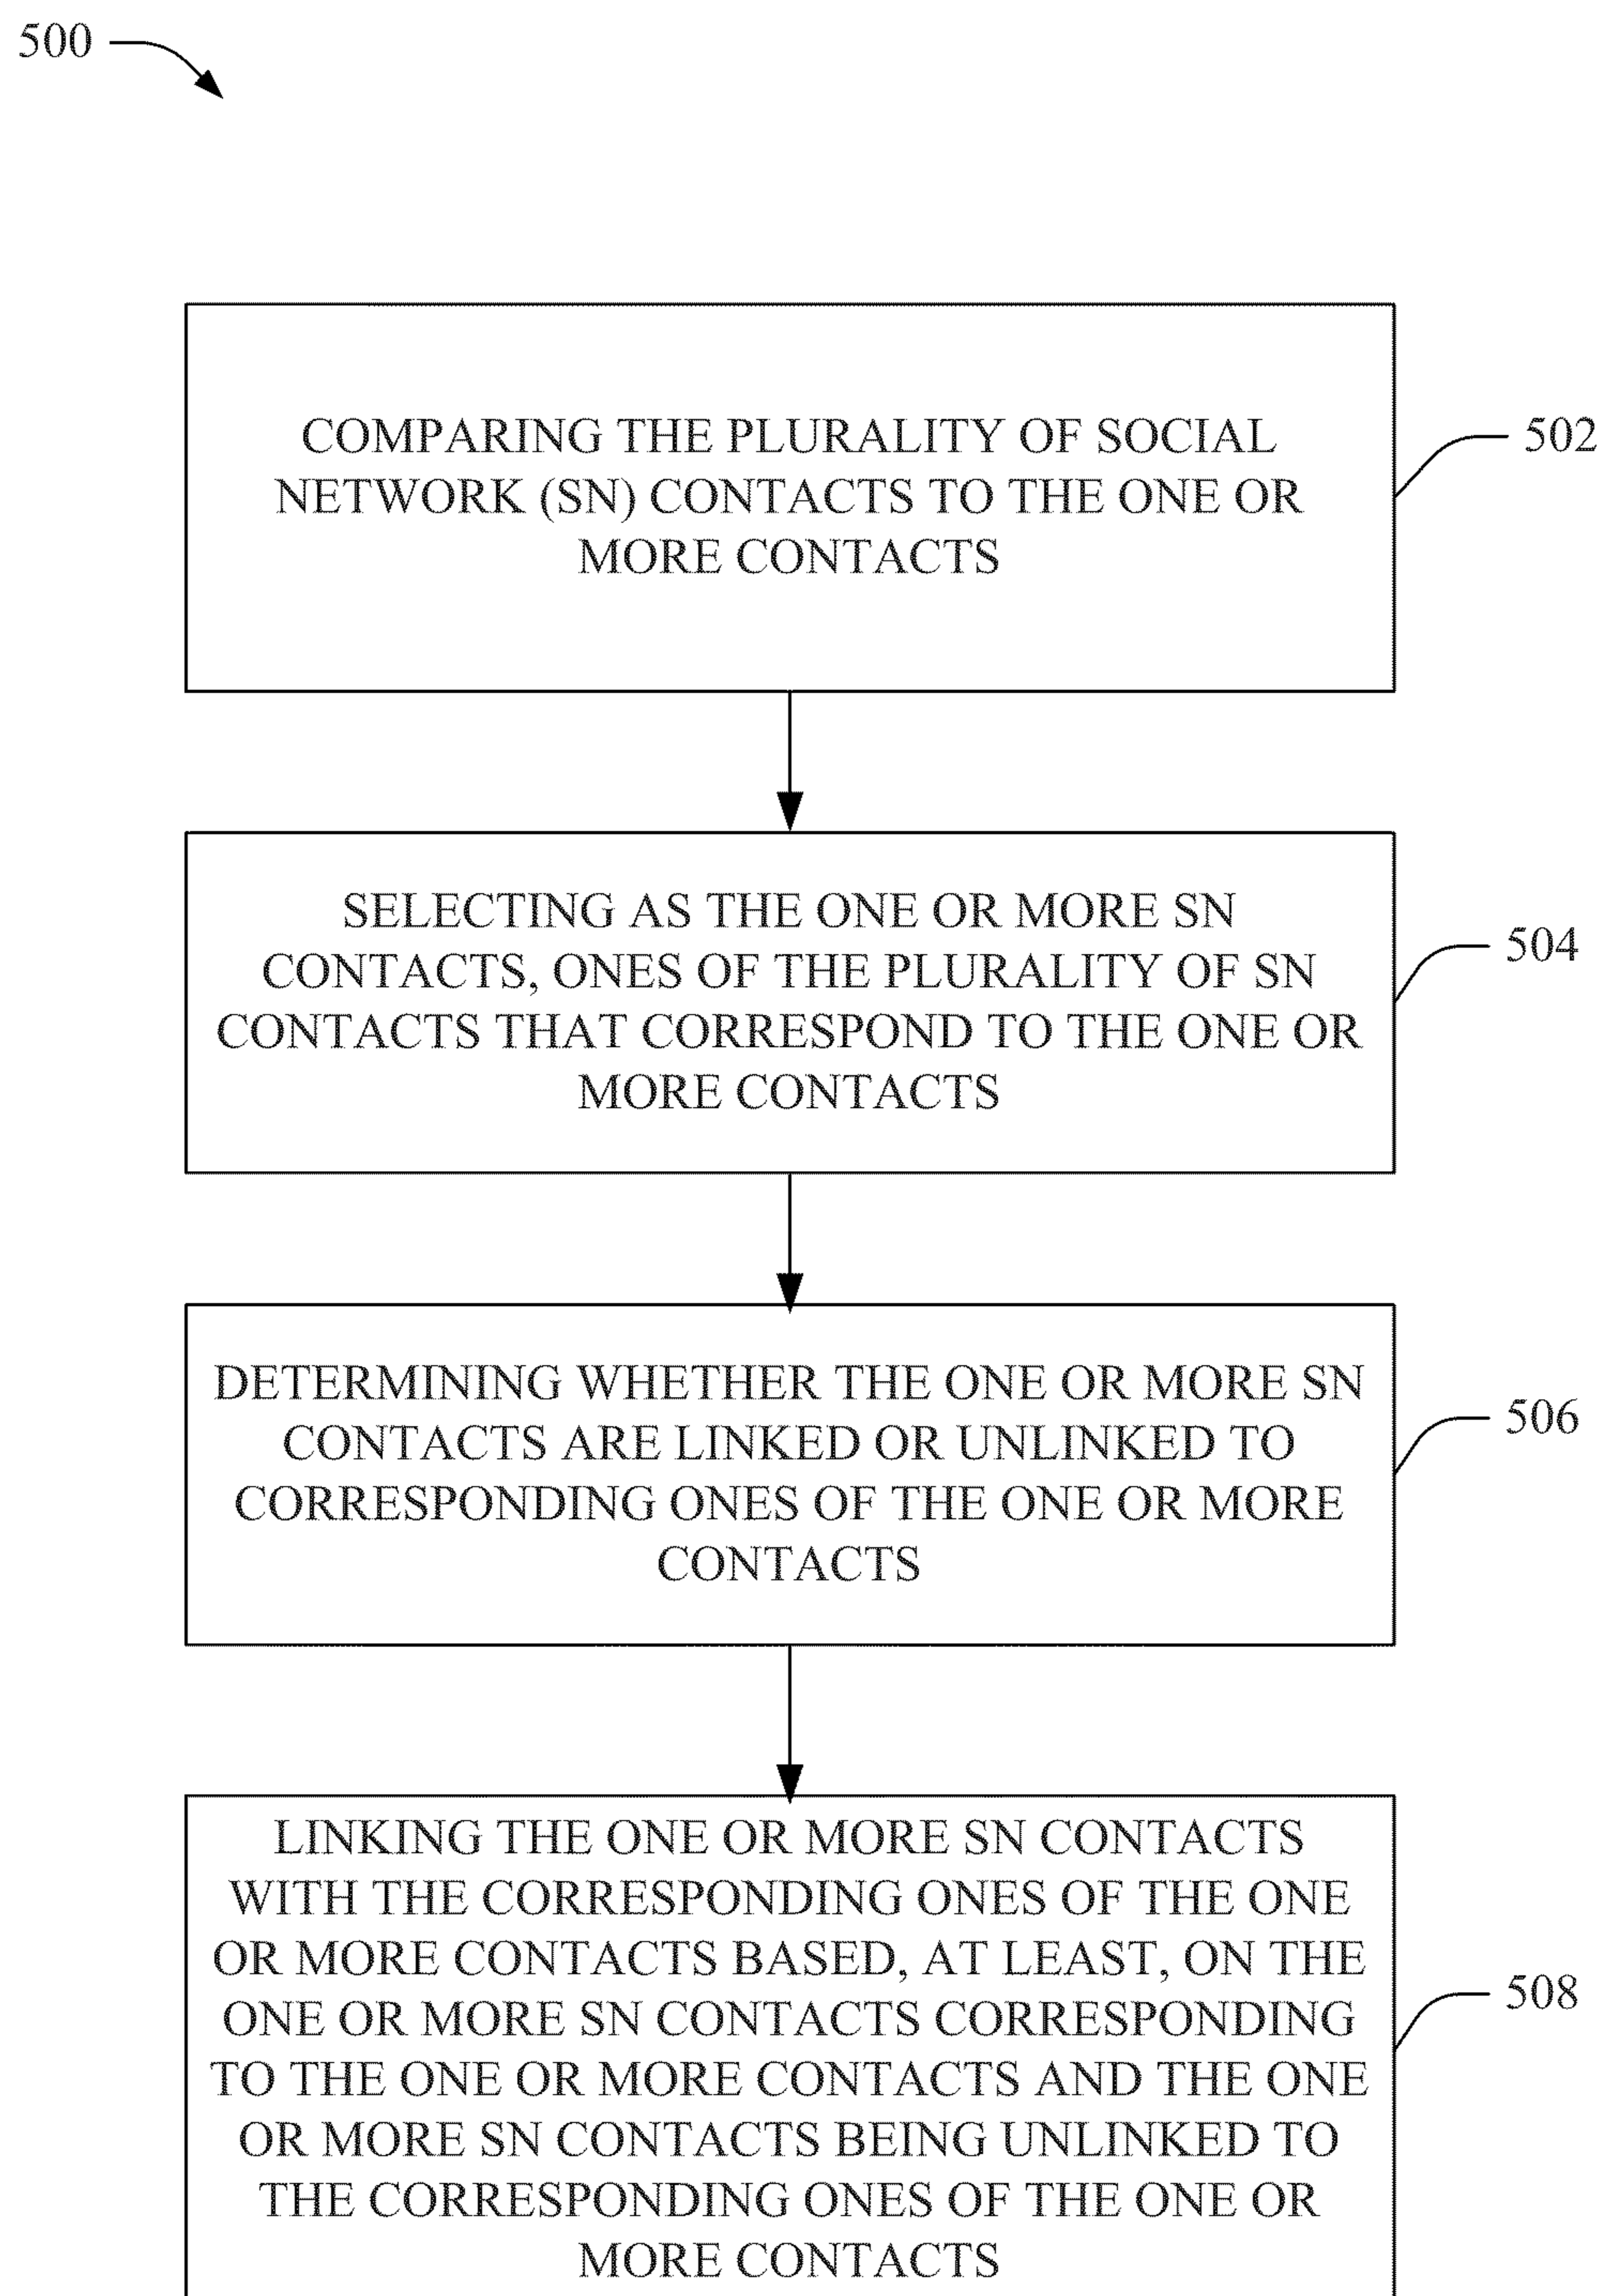 500
COMPARING THE PLURALITY OF SOCIAL
NETWORK (SN) CONTACTS TO THE ONE OR
MORE CONTACTS
502
SELECTING AS THE ONE OR MORE SN
CONTACTS, ONES OF THE PLURALITY OF SN
CONTACTS THAT CORRESPOND TO THE ONE OR
MORE CONTACTS
504
DETERMINING WHETHER THE ONE OR MORE SN
CONTACTS ARE LINKED OR UNLINKED TO
CORRESPONDING ONES OF THE ONE OR MORE
CONTACTS
506
LINKING THE ONE OR MORE SN CONTACTS
WITH THE CORRESPONDING ONES OF THE ONE
OR MORE CONTACTS BASED, AT LEAST, ON THE
ONE OR MORE SN CONTACTS CORRESPONDING
TO THE ONE OR MORE CONTACTS AND THE ONE
OR MORE SN CONTACTS BEING UNLINKED TO
THE CORRESPONDING ONES OF THE ONE OR
MORE CONTACTS
508